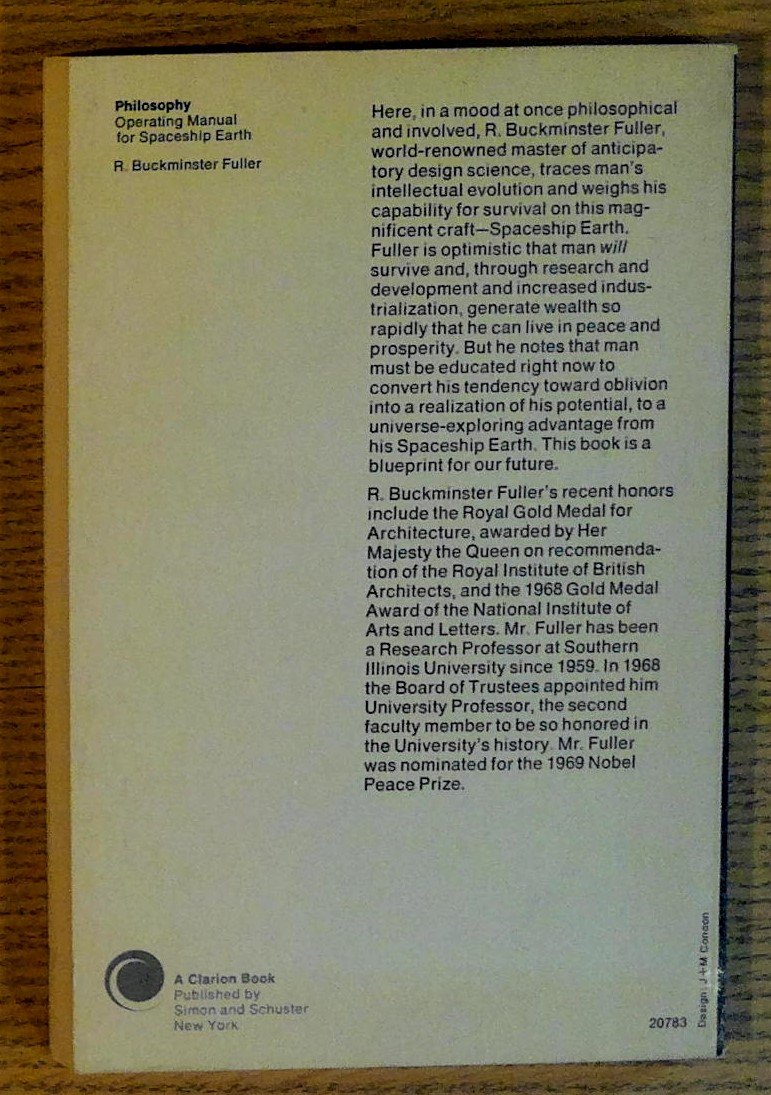 Philosophy
Operating Manual
for Spaceship Earth
R. Buckminster Fuller
Here, in a mood at once philosophical
and involved, R. Buckminster Fuller,
world-renowned master of anticipa-
tory design science, traces man's
intellectual evolution and weighs his
capability for survival on this mag-
nificent craft—Spaceship Earth.
Fuller is optimistic that man will
survive and, through research and
development and increased indus-
trialization, generate wealth so
rapidly that he can live in peace and
prosperity. But he notes that man
must be educated right now to
convert his tendency toward oblivion
into a realization of his potential, to a
universe-exploring advantage from
his Spaceship Earth. This book is a
blueprint for our future.
R. Buckminster Fuller's recent honors
include the Royal Gold Medal for
Architecture, awarded by Her
Majesty the Queen on recommenda-
tion of the Royal Institute of British
Architects, and the 1968 Gold Medal
Award of the National Institute of
Arts and Letters. Mr. Fuller has been
a Research Professor at Southern
Illinois University since 1959. In 1968
the Board of Trustees appointed him
University Professor, the second
faculty member to be so honored in
the University's history. Mr. Fuller
was nominated for the 1969 Nobel
Peace Prize.
A Clarion Book
Published by
Simon and Schuster
New York
20783
Design: J + M Condon